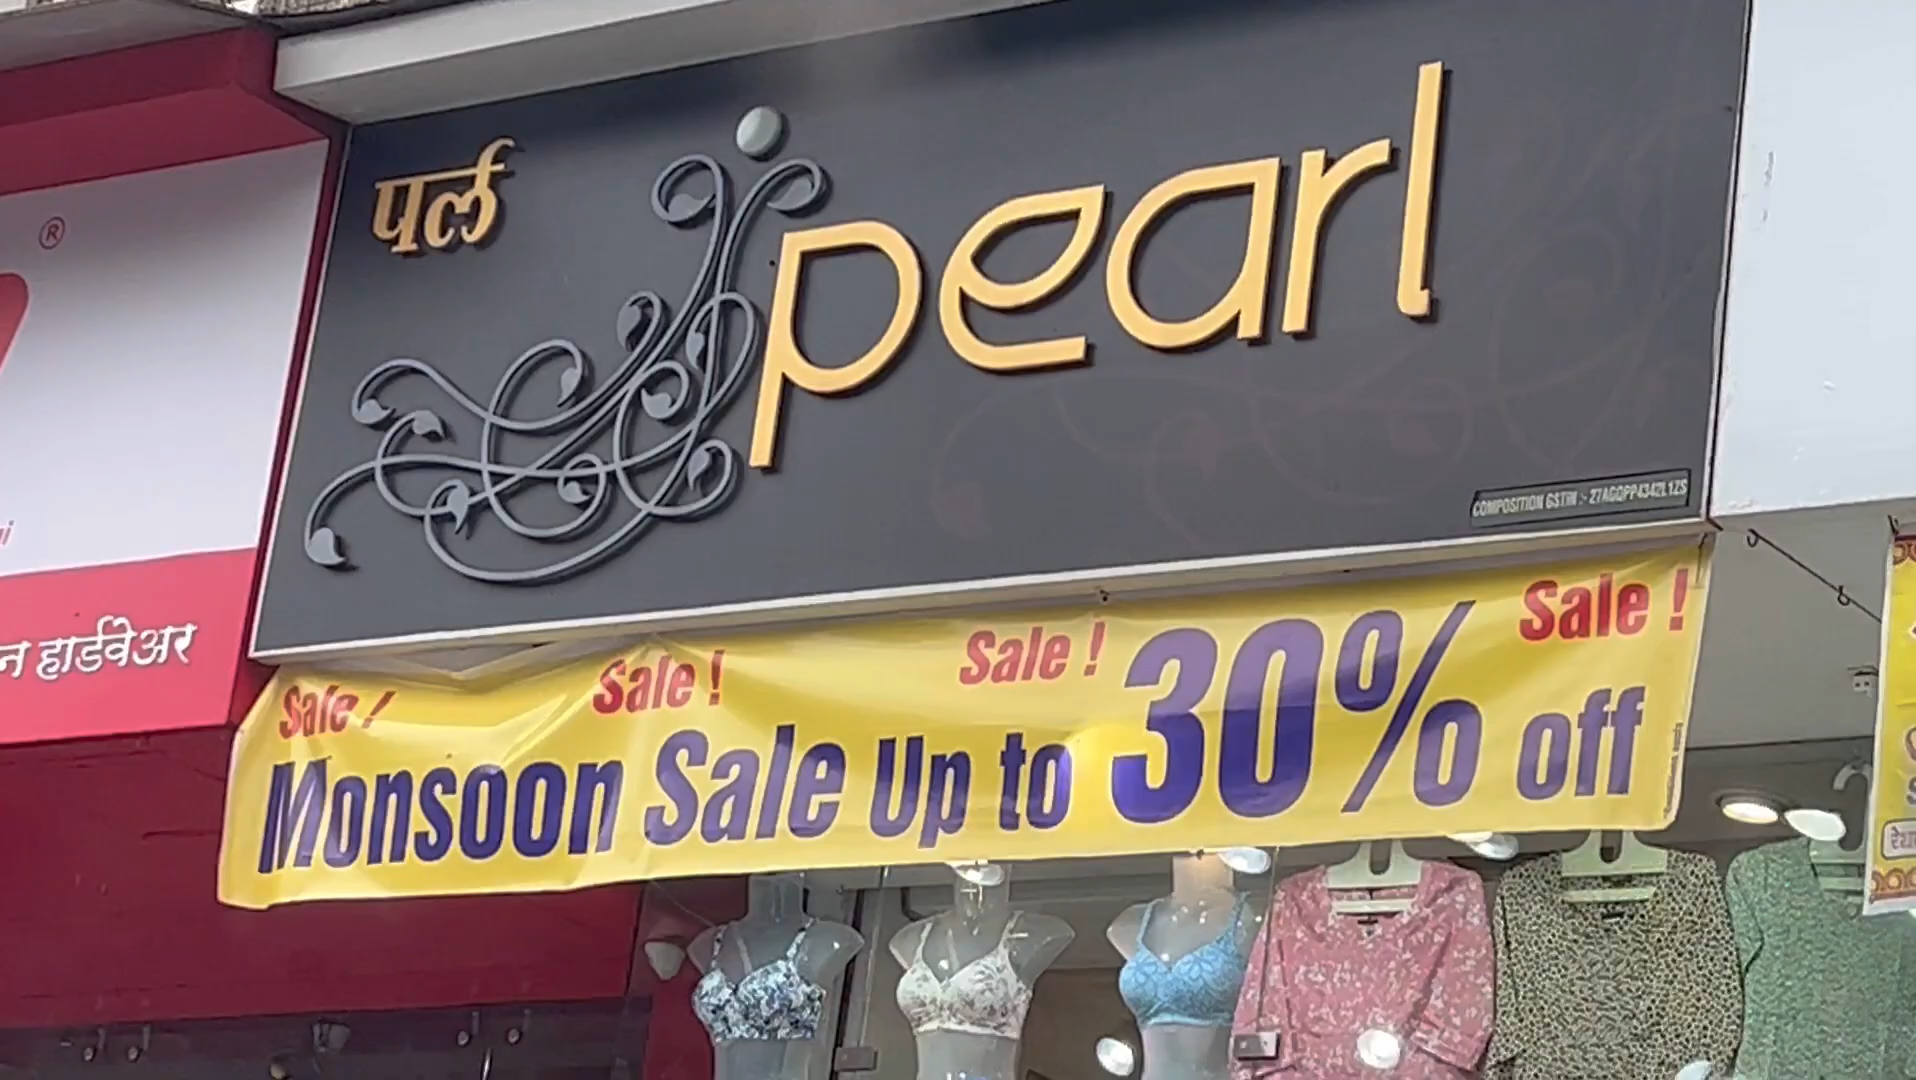 पर्ल
pearl
COMPOSITION GSTIN :- 27AGQPP4342L1ZS
Sale ! Sale ! Sale ! Sale !
Monsoon Sale Up to 30% off
®
न हार्डवेअर